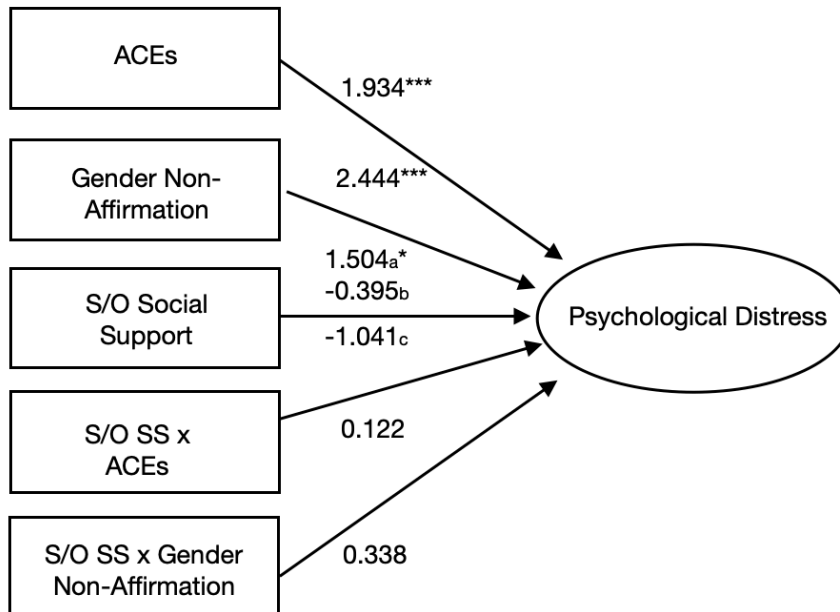 ACEs
1.934***
Gender Non-
Affirmation
2.444***
S/O Social
Support
1.504a*
-0.395b
-1.041c
Psychological Distress
S/O SS x
ACEs
0.122
S/O SS x Gender
Non-Affirmation
0.338